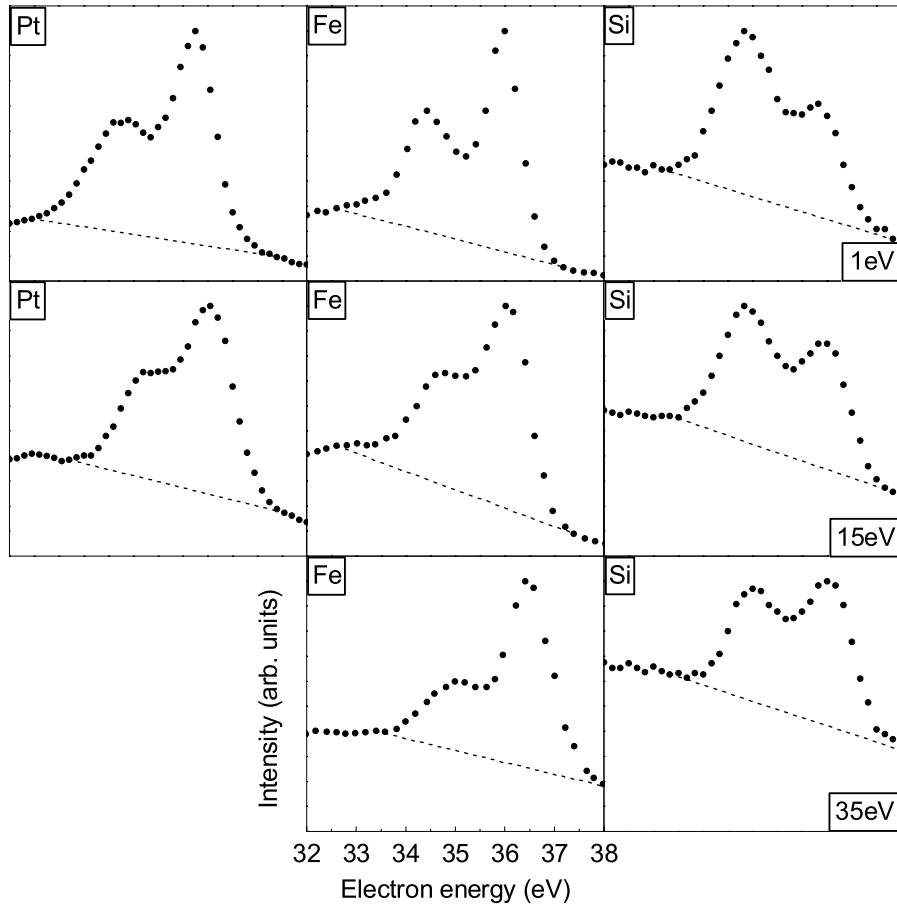 Pt
Fe
Si
1eV
Pt
Fe
Si
15eV
Fe
Si
35eV
Intensity (arb. units)
32 33 34 35 36 37 38
Electron energy (eV)